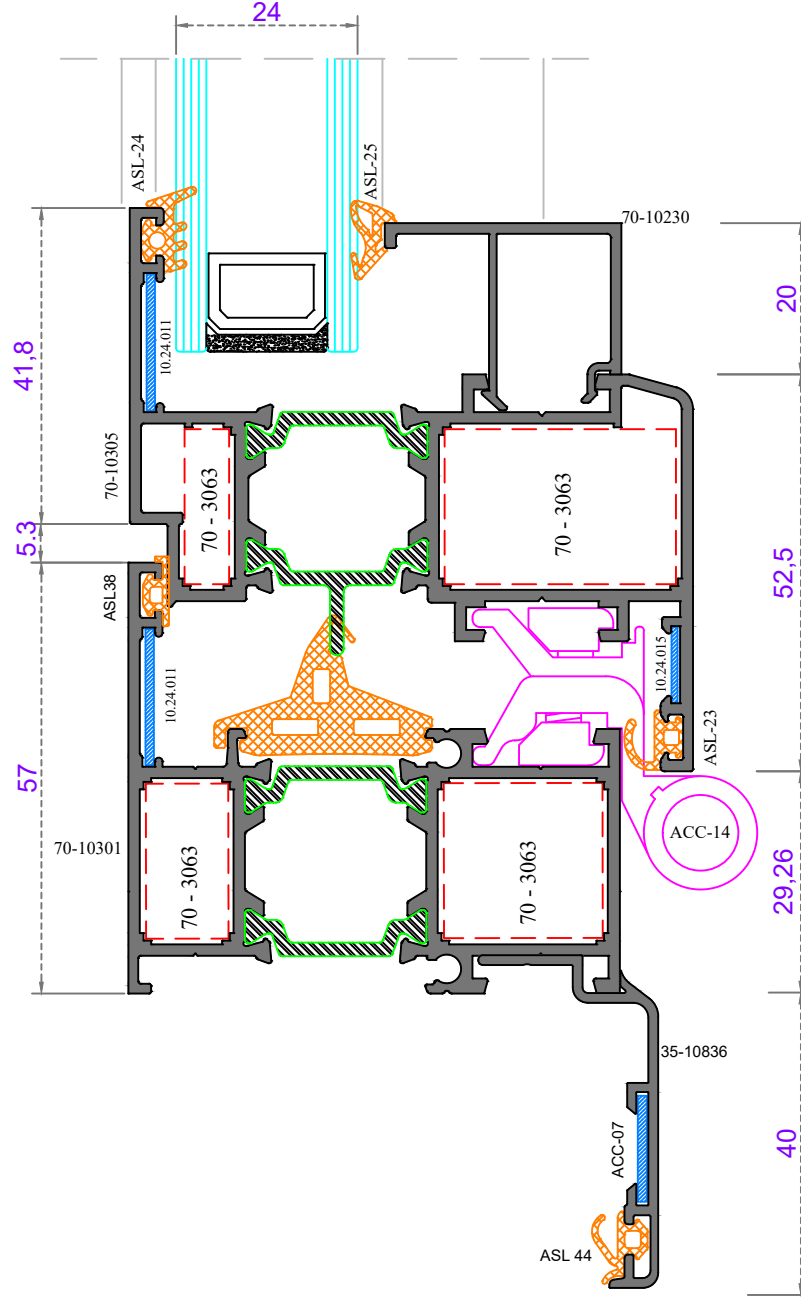 24
ASL-24
ASL-25
70-10230
20
10.24.011
41,8
70-10305
70 - 3063
70 - 3063
5.3
52,5
ASL38
10.24.011
10.24.015
ASL-23
57
70-10301
70 - 3063
70 - 3063
ACC-14
29,26
35-10836
ACC-07
40
ASL 44